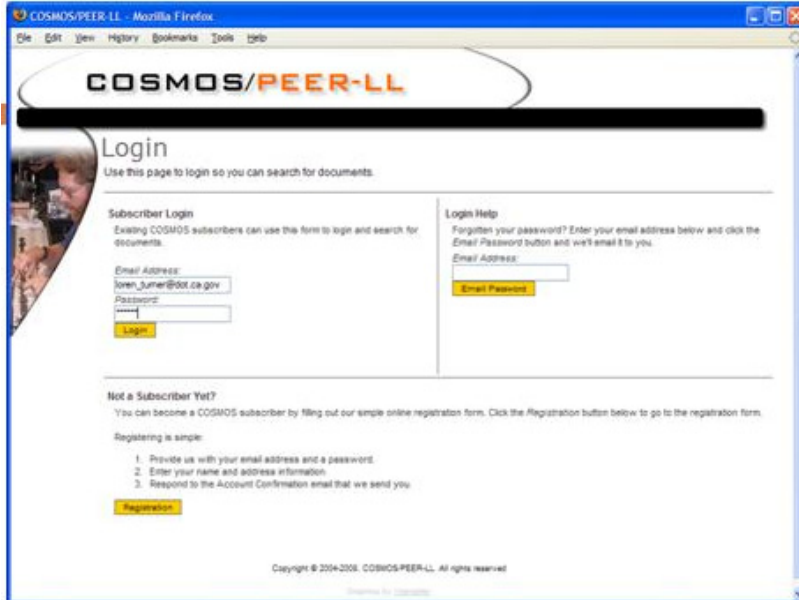 COSMOS/PEER-LL - Mozilla Firefox
File Edit View History Bookmarks Tools Help
COSMOS/PEER-LL
Login
Use this page to login so you can search for documents.
Subscriber Login
Existing COSMOS subscribers can use this form to login and search for
documents.
Email Address:
loren_turner@dot.ca.gov
Password:
Login
Login Help
Forgotten your password? Enter your email address below and click the
Email Password button and we'll email it to you.
Email Address:
Email Password
Not a Subscriber Yet?
You can become a COSMOS subscriber by filling out our simple online registration form. Click the Registration button below to go to the registration form.
Registering is simple:
1. Provide us with your email address and a password.
2. Enter your name and address information.
3. Respond to the Account Confirmation email that we send you.
Registration
Copyright © 2004-2008. COSMOS/PEER-LL. All rights reserved